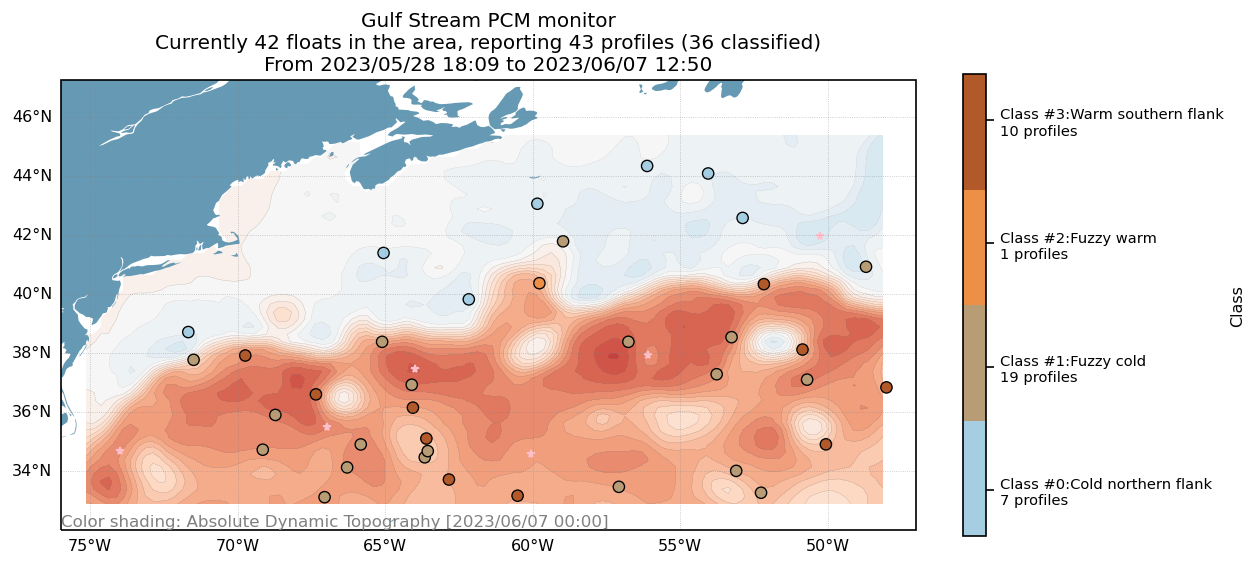 Gulf Stream PCM monitor
Currently 42 floats in the area, reporting 43 profiles (36 classified)
From 2023/05/28 18:09 to 2023/06/07 12:50
46°N
44°N
42°N
40°N
38°N
36°N
34°N
Color shading: Absolute Dynamic Topography [2023/06/07 00:00]
75°W
70°W
65°W
60°W
55°W
50°W
Class #3:Warm southern flank
10 profiles
Class #2:Fuzzy warm
1 profiles
Class #1:Fuzzy cold
19 profiles
Class #0:Cold northern flank
7 profiles
Class